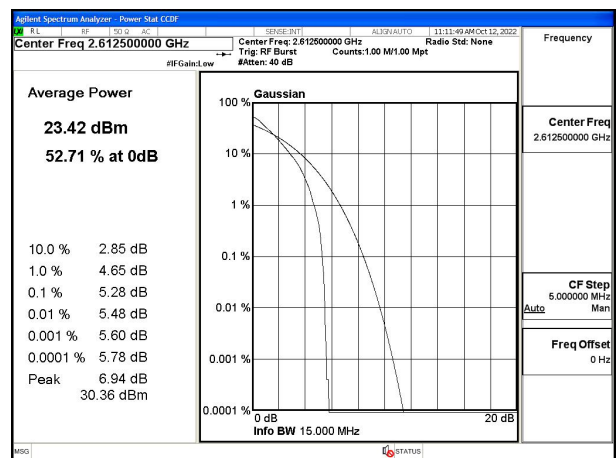 Agilent Spectrum Analyzer - Power Stat CCDF
RL RF 50 Ω AC SENSE:INT ALIGN AUTO 11:11:49 AM Oct 12, 2022
Center Freq 2.612500000 GHz
Center Freq: 2.612500000 GHz Radio Std: None
Trig: RF Burst Counts:1.00 M/1.00 Mpt
#IFGain:Low #Atten: 40 dB
Frequency
Average Power
23.42 dBm
52.71 % at 0dB
10.0 % 2.85 dB
1.0 % 4.65 dB
0.1 % 5.28 dB
0.01 % 5.48 dB
0.001 % 5.60 dB
0.0001 % 5.78 dB
Peak 6.94 dB
30.36 dBm
Gaussian
100 %
10 %
1 %
0.1 %
0.01 %
0.001 %
0.0001 %
0 dB 20 dB
Info BW 15.000 MHz
Center Freq
2.612500000 GHz
CF Step
5.000000 MHz
Auto Man
Freq Offset
0 Hz
MSG STATUS